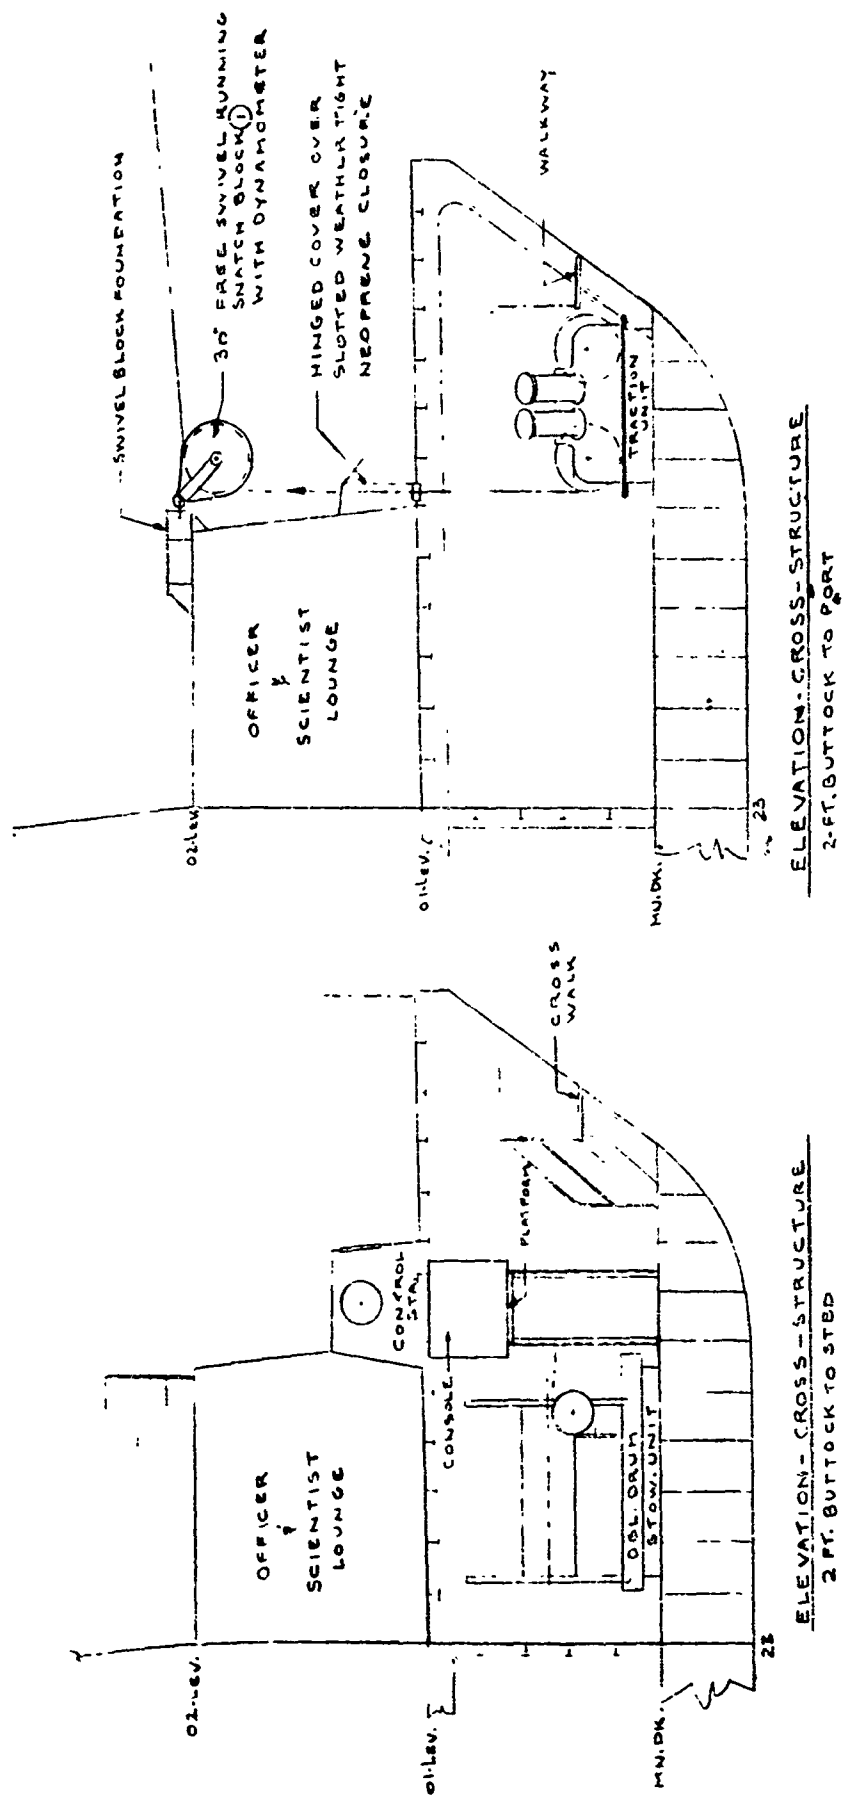 SWIVEL BLOCK FOUNDATION
30" FREE SWIVEL RUNNING
SNATCH BLOCK ①
WITH DYNAMOMETER
HINGED COVER OVER
SLOTTED WEATHER TIGHT
NEOPRENE CLOSURE
WALKWAY
OFFICER
&
SCIENTIST
LOUNGE
TRACTION
UNIT
02-LEV.
01-LEV.
MN. DK.
23
ELEVATION-CROSS-STRUCTURE
2-FT. BUTTOCK TO PORT
OFFICER
&
SCIENTIST
LOUNGE
CONTROL
STA.
CONSOLE
PLATFORM
CROSS
WALK
DBL. DRUM
STOW. UNIT
02-LEV.
01-LEV.
MN. DK.
23
ELEVATION-CROSS-STRUCTURE
2 FT. BUTTOCK TO STBD